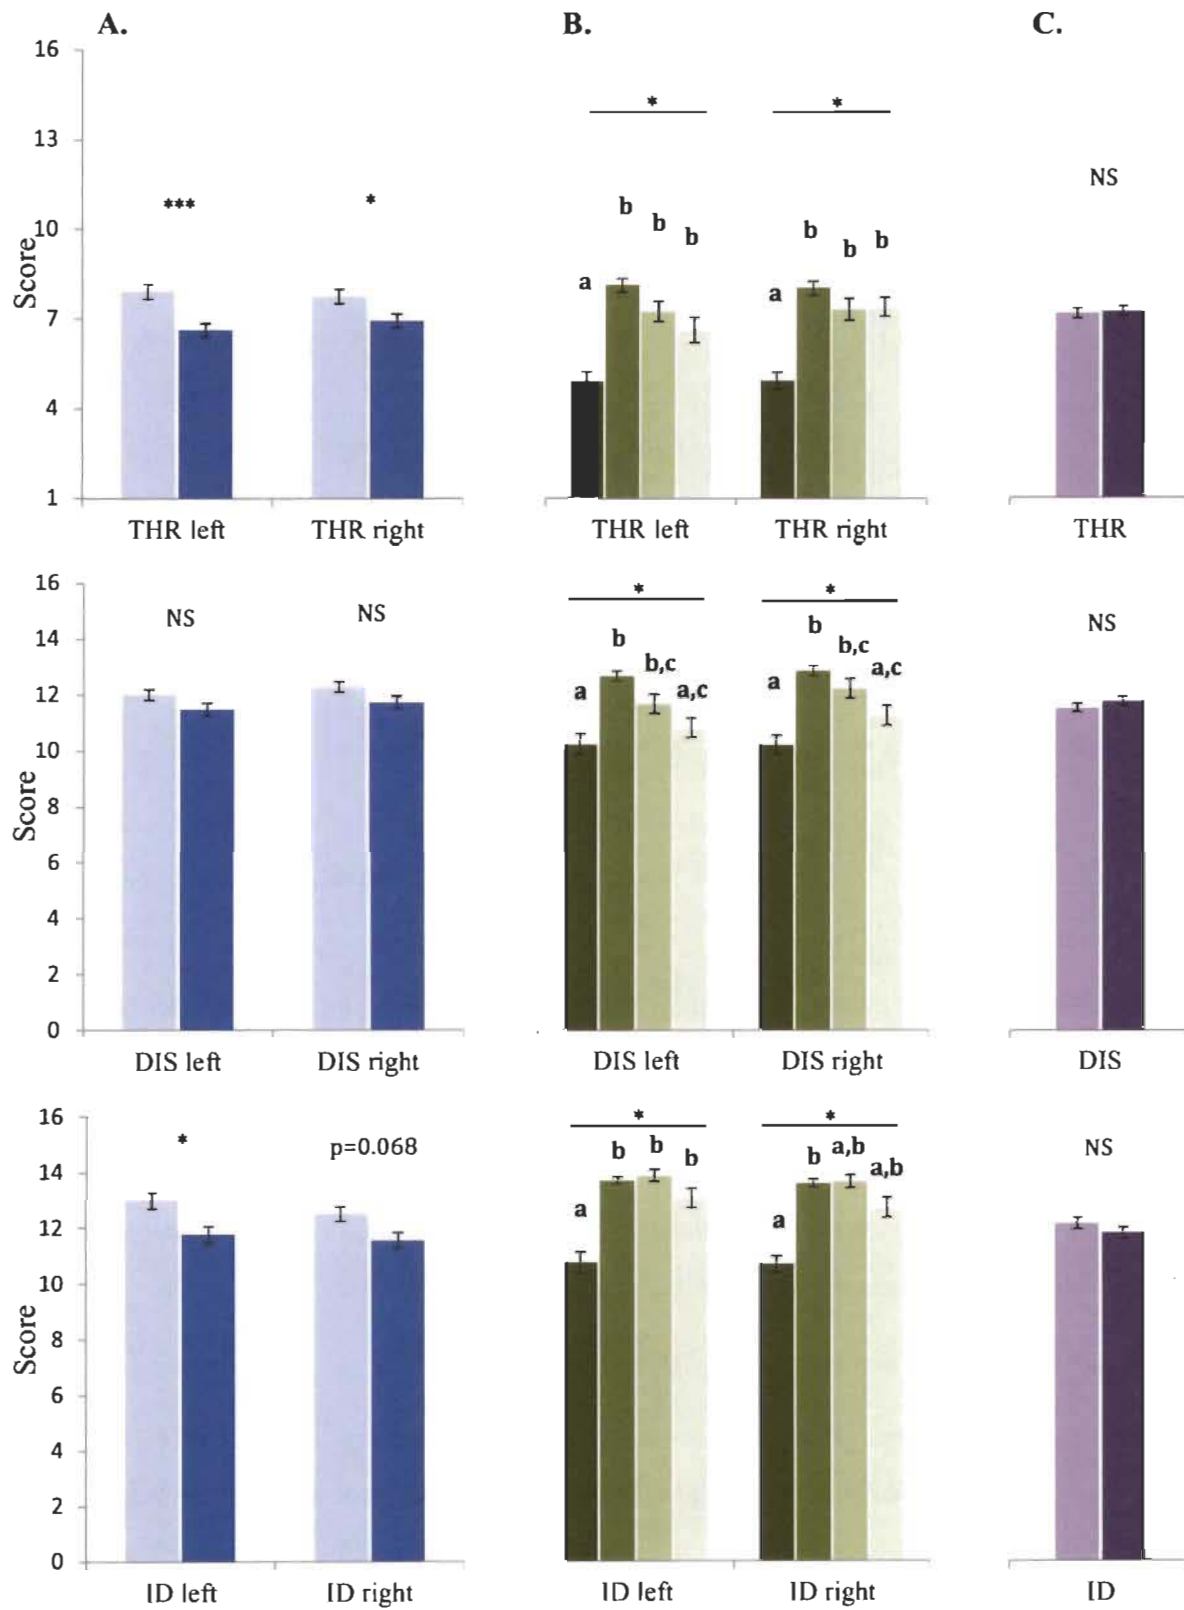 A. B. C.
16
13
10
7
4
1
Score
*** *
* *
a b b b a b b b
NS
THR left THR right THR left THR right THR
16
14
12
10
8
6
4
2
0
Score
NS NS
* *
a b b,c a,c a b b,c a,c
NS
DIS left DIS right DIS left DIS right DIS
16
14
12
10
8
6
4
2
0
Score
* p=0.068
* *
a b b b a b a,b a,b
NS
ID left ID right ID left ID right ID